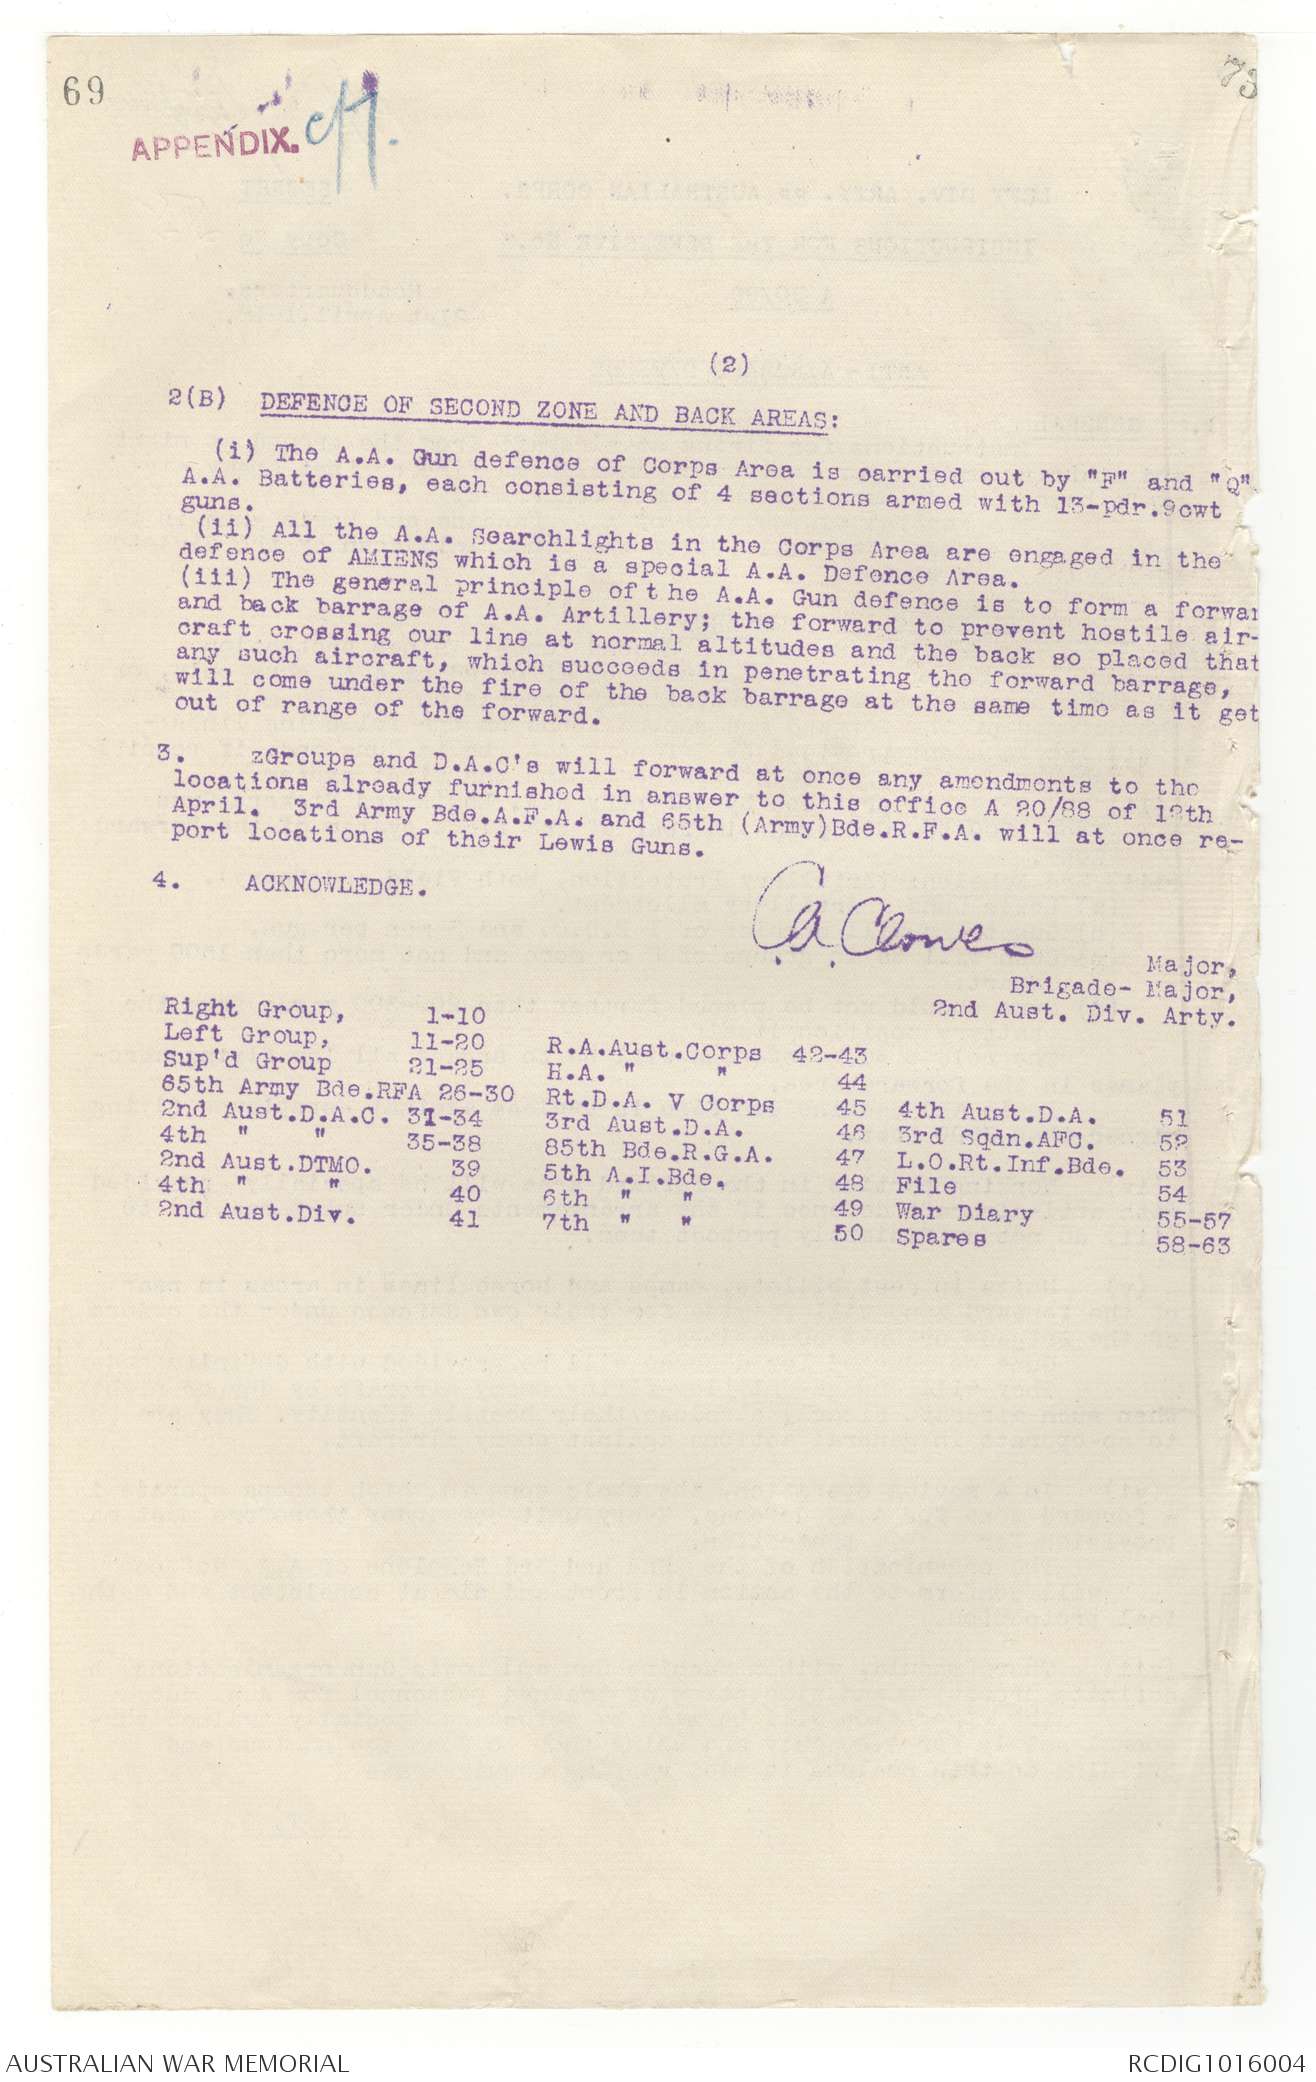 69
73
APPENDIX.
(2)
2(B) DEFENCE OF SECOND ZONE AND BACK AREAS:
(i) The A.A. Gun defence of Corps Area is carried out by "F" and "Q"
A.A. Batteries, each consisting of 4 sections armed with 13-pdr.9cwt
guns.
(ii) All the A.A. Searchlights in the Corps Area are engaged in the
defence of AMIENS which is a special A.A. Defence Area.
(iii) The general principle of t he A.A. Gun defence is to form a forwar
and back barrage of A.A. Artillery; the forward to prevent hostile air-
craft crossing our line at normal altitudes and the back so placed that
any such aircraft, which succeeds in penetrating the forward barrage,
will come under the fire of the back barrage at the same time as it get
out of range of the forward.
3. zGroups and D.A.C's will forward at once any amendments to the
locations already furnished in answer to this office A 20/88 of 12th
April. 3rd Army Bde.A.F.A. and 65th (Army)Bde.R.F.A. will at once re-
port locations of their Lewis Guns.
4. ACKNOWLEDGE.
C.A. Clowes
Major,
Brigade- Major,
2nd Aust. Div. Arty.
Right Group, 1-10
Left Group, 11-20
Sup'd Group 21-25
65th Army Bde.RFA 26-30
2nd Aust.D.A.C. 31-34
4th " " 35-38
2nd Aust.DTMO. 39
4th " " 40
2nd Aust.Div. 41
R.A.Aust.Corps 42-43
H.A. " " 44
Rt.D.A. V Corps 45
3rd Aust.D.A. 46
85th Bde.R.G.A. 47
5th A.I.Bde. 48
6th " " 49
7th " " 50
4th Aust.D.A. 51
3rd Sqdn.AFC. 52
L.O.Rt.Inf.Bde. 53
File 54
War Diary 55-57
Spares 58-63
AUSTRALIAN WAR MEMORIAL
RCDIG1016004